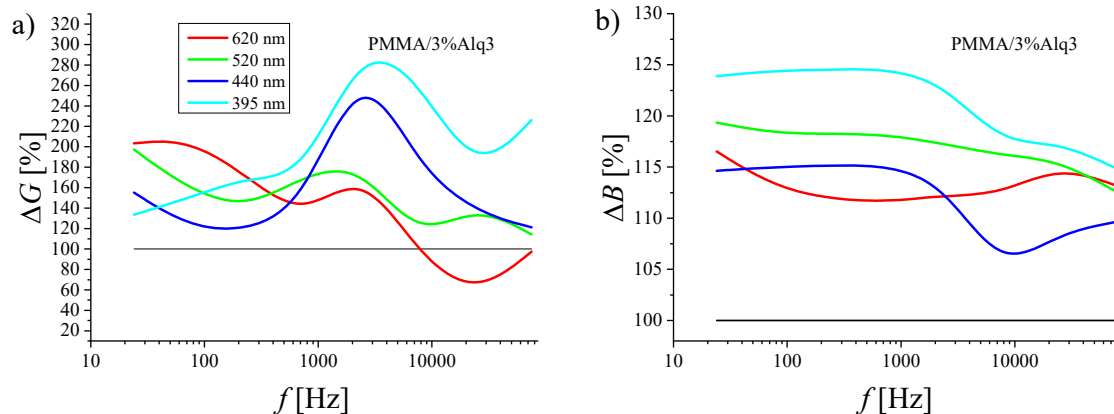 a)
320
300
280
260
240
220
200
180
160
140
120
100
80
60
40
20
ΔG [%]
620 nm
520 nm
440 nm
395 nm
PMMA/3%Alq3
10
100
1000
10000
f [Hz]
b)
130
125
120
115
110
105
100
ΔB [%]
PMMA/3%Alq3
10
100
1000
10000
f [Hz]